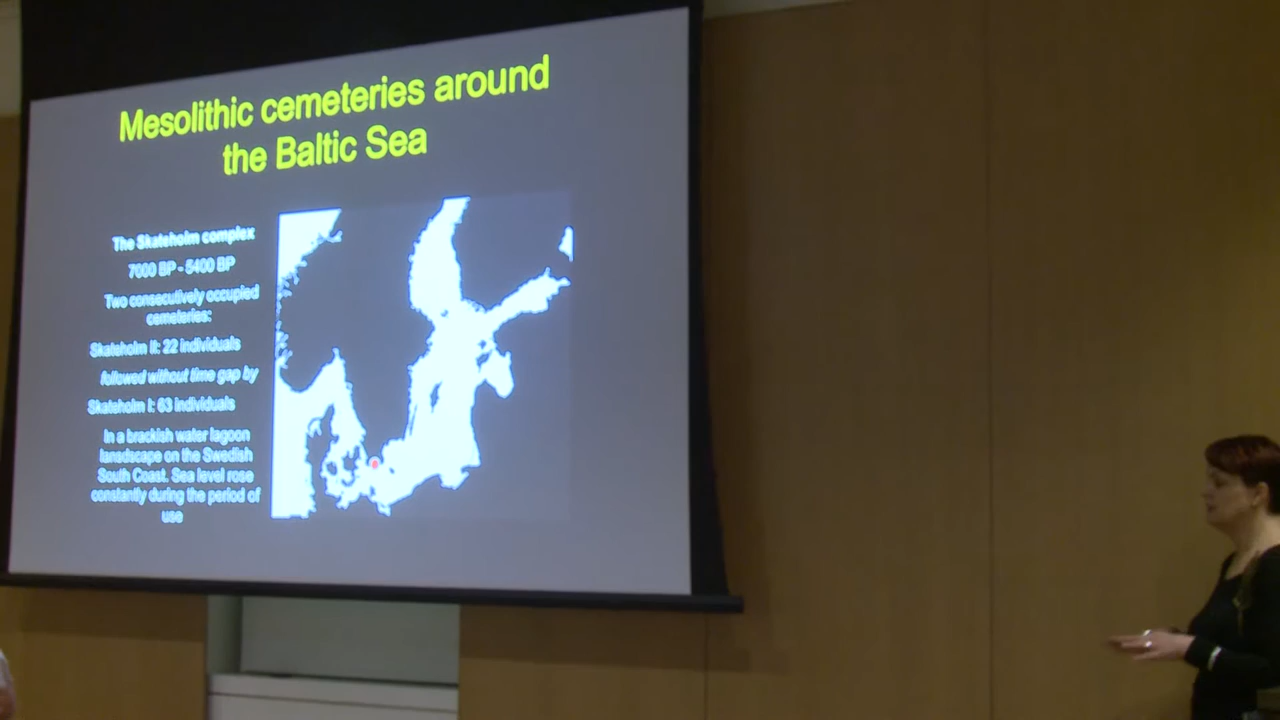 Mesolithic cemeteries around
the Baltic Sea
The Skateholm complex
7000 BP - 5400 BP
Two consecutively occupied
cemeteries:
Skateholm II: 22 individuals
followed without time gap by
Skateholm I: 63 individuals
In a brackish water lagoon
lansdscape on the Swedish
South Coast. Sea level rose
constantly during the period of
use